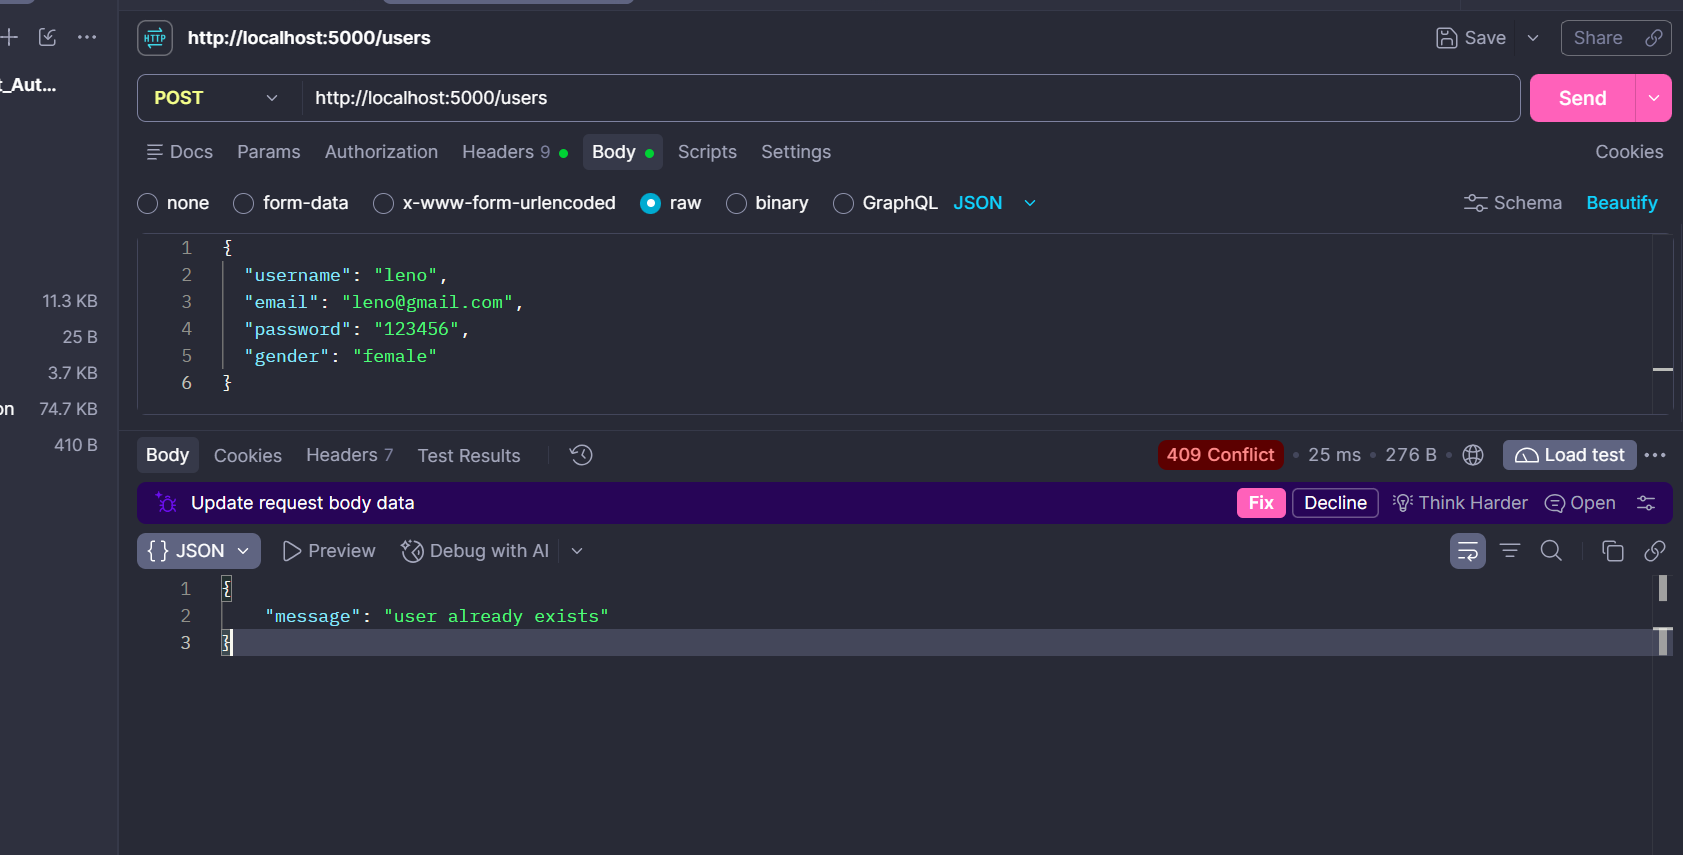 HTTP http://localhost:5000/users Save Share
t_Aut...
POST http://localhost:5000/users Send
Docs Params Authorization Headers 9 Body Scripts Settings Cookies
none form-data x-www-form-urlencoded raw binary GraphQL JSON Schema Beautify
1 {
2 "username": "leno",
3 "email": "leno@gmail.com",
4 "password": "123456",
5 "gender": "female"
6 }
11.3 KB
25 B
3.7 KB
on 74.7 KB
410 B
Body Cookies Headers 7 Test Results 409 Conflict • 25 ms • 276 B • Load test
Update request body data Fix Decline Think Harder Open
{ } JSON Preview Debug with AI
1 {
2 "message": "user already exists"
3 }